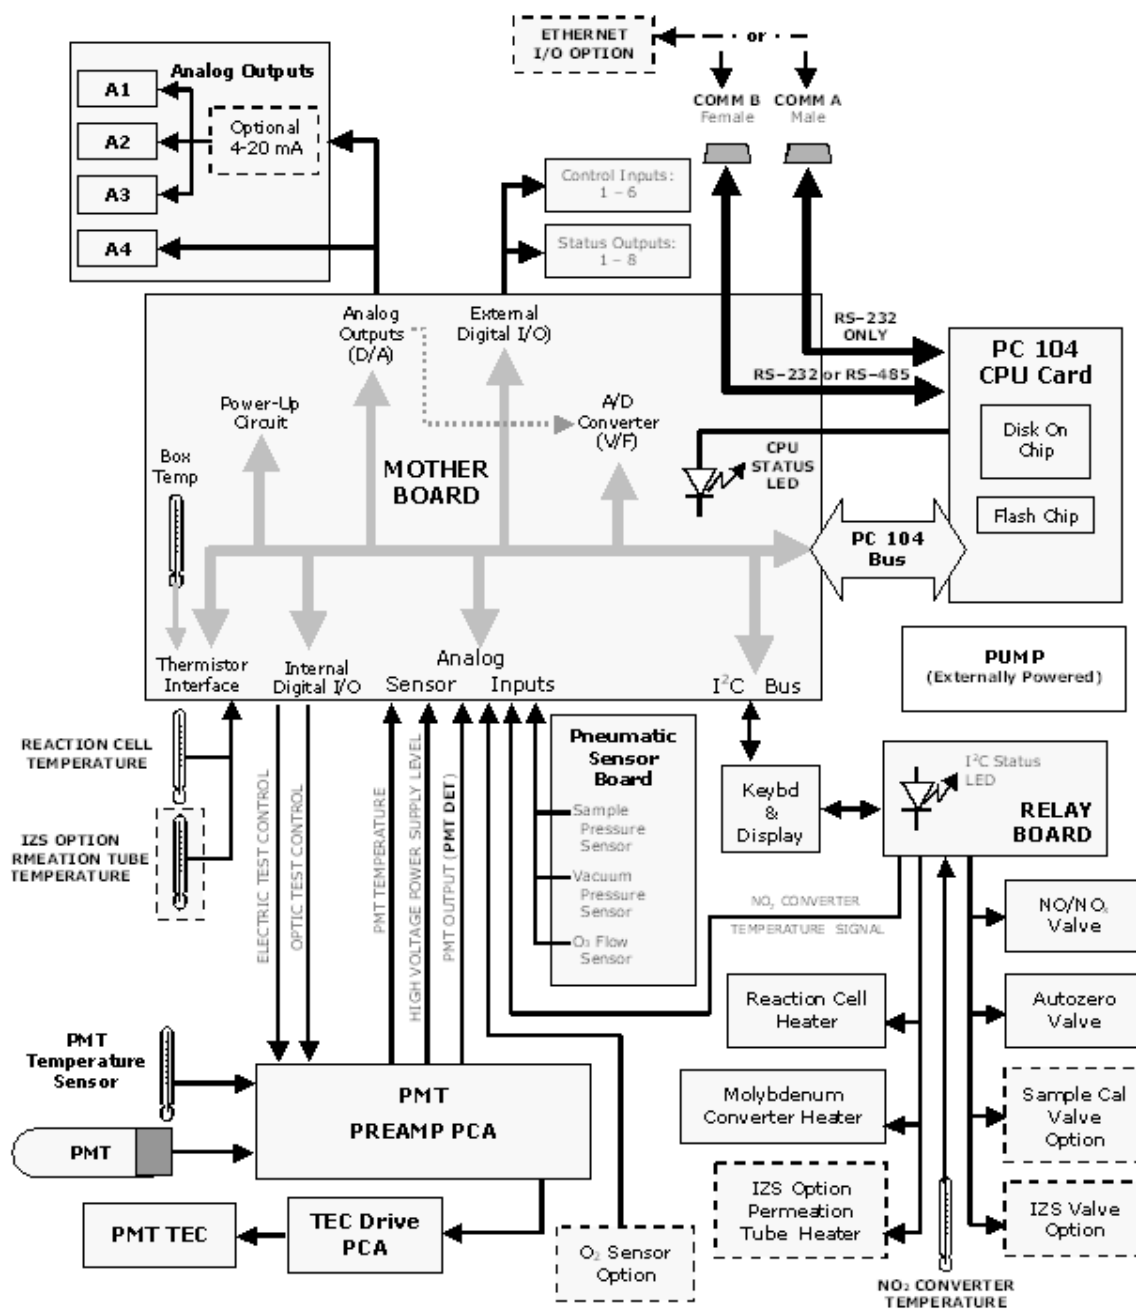 ETHERNET
I/O OPTION
or
COMM B
Female
COMM A
Male
Analog Outputs
A1
A2
A3
A4
Optional
4-20 mA
Control Inputs:
1 – 6
Status Outputs:
1 – 8
Analog
Outputs
(D/A)
External
Digital I/O)
RS–232
ONLY
RS–232 or RS–485
PC 104
CPU Card
Disk On
Chip
Flash Chip
Power-Up
Circuit
A/D
Converter
(V/F)
Box
Temp
MOTHER
BOARD
CPU
STATUS
LED
PC 104
Bus
Thermistor
Interface
Internal
Digital I/O
Analog
Sensor Inputs
I²C Bus
PUMP
(Externally Powered)
REACTION CELL
TEMPERATURE
IZS OPTION
RMEATION TUBE
TEMPERATURE
ELECTRIC TEST CONTROL
OPTIC TEST CONTROL
PMT TEMPERATURE
HIGH VOLTAGE POWER SUPPLY LEVEL
PMT OUTPUT (PMT DET)
Pneumatic
Sensor
Board
Sample
Pressure
Sensor
Vacuum
Pressure
Sensor
O₃ Flow
Sensor
Keybd
&
Display
I²C Status
LED
RELAY
BOARD
NO₂ CONVERTER
TEMPERATURE SIGNAL
NO/NOₓ
Valve
Reaction Cell
Heater
Autozero
Valve
Molybdenum
Converter Heater
Sample Cal
Valve
Option
IZS Option
Permeation
Tube Heater
IZS Valve
Option
PMT
Temperature
Sensor
PMT
PMT
PREAMP PCA
PMT TEC
TEC Drive
PCA
O₂ Sensor
Option
NO₂ CONVERTER
TEMPERATURE